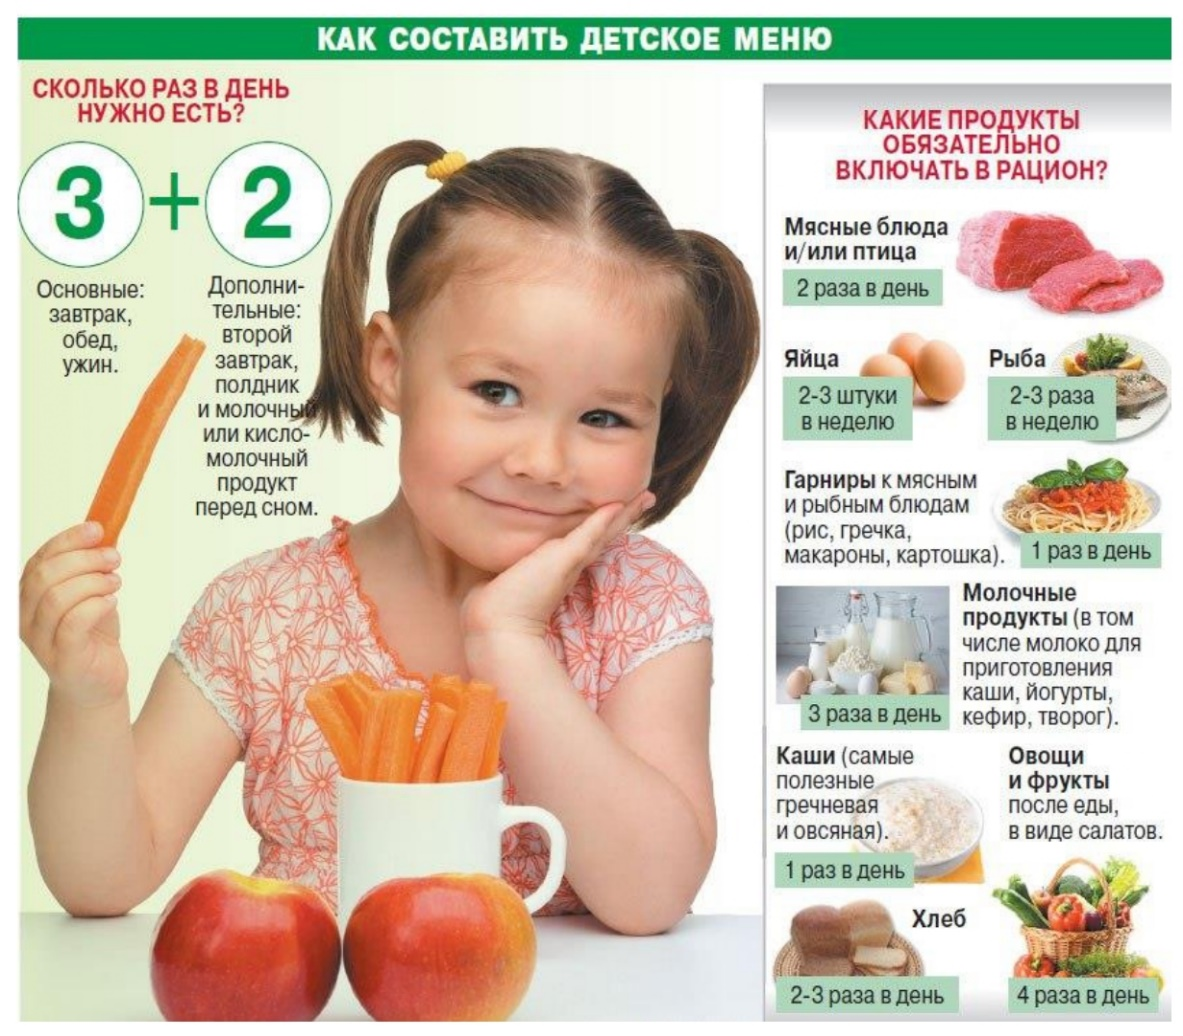 КАК СОСТАВИТЬ ДЕТСКОЕ МЕНЮ
СКОЛЬКО РАЗ В ДЕНЬ
НУЖНО ЕСТЬ?
3 + 2
Основные:
завтрак,
обед,
ужин.
Дополни-
тельные:
второй
завтрак,
полдник
и молочный
или кисло-
молочный
продукт
перед сном.
КАКИЕ ПРОДУКТЫ
ОБЯЗАТЕЛЬНО
ВКЛЮЧАТЬ В РАЦИОН?
Мясные блюда
и/или птица
2 раза в день
Яйца
2-3 штуки
в неделю
Рыба
2-3 раза
в неделю
Гарниры к мясным
и рыбным блюдам
(рис, гречка,
макароны, картошка).
1 раз в день
Молочные
продукты (в том
числе молоко для
приготовления
каши, йогурты,
кефир, творог).
3 раза в день
Каши (самые
полезные
гречневая
и овсяная).
1 раз в день
Овощи
и фрукты
после еды,
в виде салатов.
4 раза в день
Хлеб
2-3 раза в день